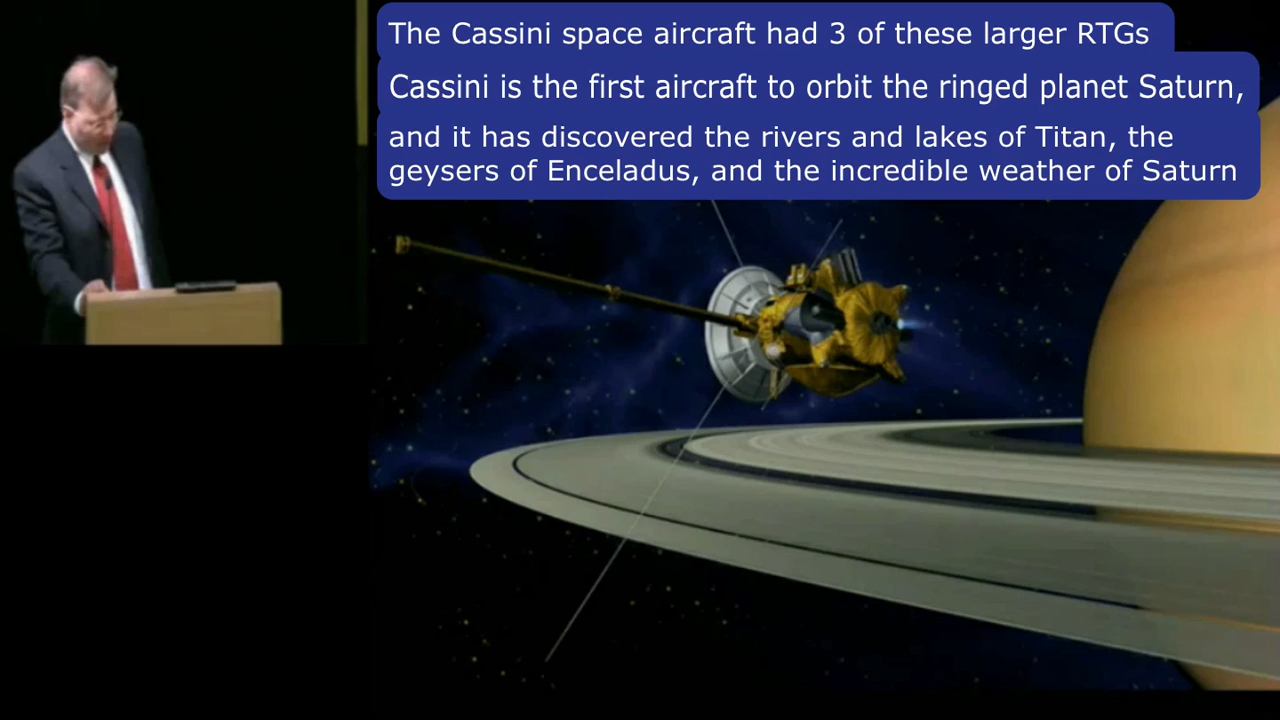 The Cassini space aircraft had 3 of these larger RTGs
Cassini is the first aircraft to orbit the ringed planet Saturn,
and it has discovered the rivers and lakes of Titan, the
geysers of Enceladus, and the incredible weather of Saturn